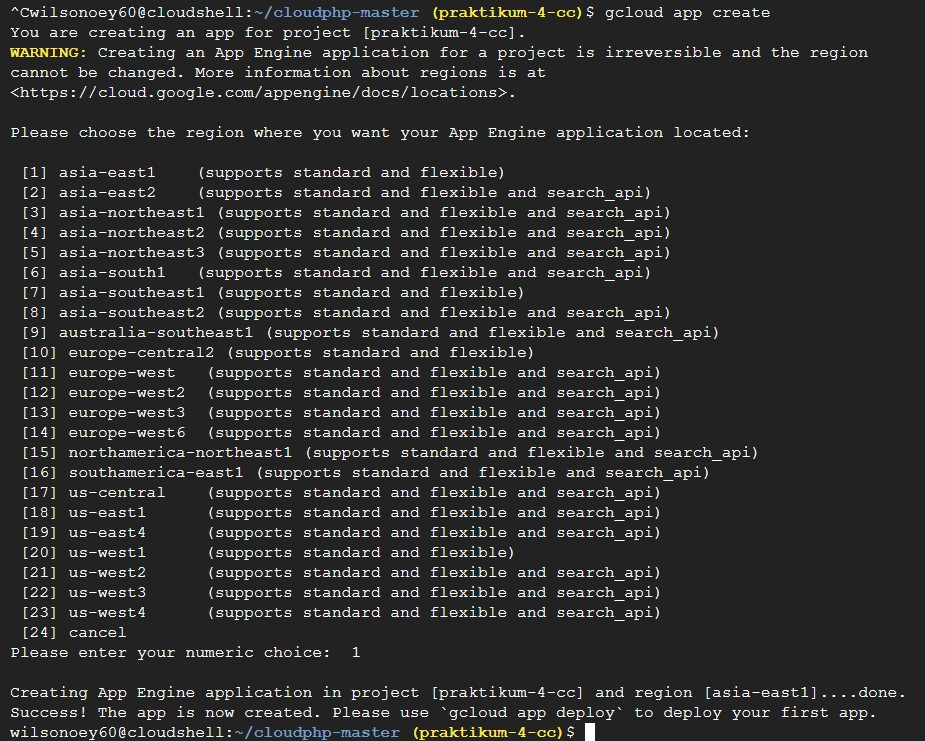 ^Cwilsonoey60@cloudshell:~/cloudphp-master (praktikum-4-cc)$ gcloud app create
You are creating an app for project [praktikum-4-cc].
WARNING: Creating an App Engine application for a project is irreversible and the region
cannot be changed. More information about regions is at
<https://cloud.google.com/appengine/docs/locations>.
Please choose the region where you want your App Engine application located:
[1] asia-east1 (supports standard and flexible)
[2] asia-east2 (supports standard and flexible and search_api)
[3] asia-northeast1 (supports standard and flexible and search_api)
[4] asia-northeast2 (supports standard and flexible and search_api)
[5] asia-northeast3 (supports standard and flexible and search_api)
[6] asia-south1 (supports standard and flexible and search_api)
[7] asia-southeast1 (supports standard and flexible)
[8] asia-southeast2 (supports standard and flexible and search_api)
[9] australia-southeast1 (supports standard and flexible and search_api)
[10] europe-central2 (supports standard and flexible)
[11] europe-west (supports standard and flexible and search_api)
[12] europe-west2 (supports standard and flexible and search_api)
[13] europe-west3 (supports standard and flexible and search_api)
[14] europe-west6 (supports standard and flexible and search_api)
[15] northamerica-northeast1 (supports standard and flexible and search_api)
[16] southamerica-east1 (supports standard and flexible and search_api)
[17] us-central (supports standard and flexible and search_api)
[18] us-east1 (supports standard and flexible and search_api)
[19] us-east4 (supports standard and flexible and search_api)
[20] us-west1 (supports standard and flexible)
[21] us-west2 (supports standard and flexible and search_api)
[22] us-west3 (supports standard and flexible and search_api)
[23] us-west4 (supports standard and flexible and search_api)
[24] cancel
Please enter your numeric choice: 1
Creating App Engine application in project [praktikum-4-cc] and region [asia-east1]....done.
Success! The app is now created. Please use `gcloud app deploy` to deploy your first app.
wilsonoey60@cloudshell:~/cloudphp-master (praktikum-4-cc)$